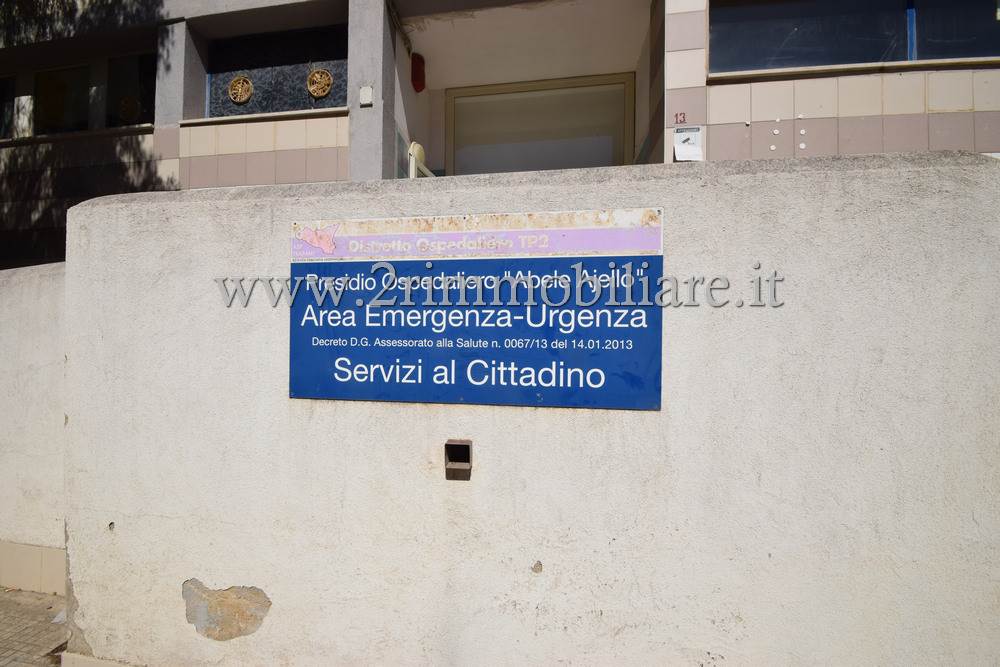 13
Distretto Ospedaliero TP2
Presidio Ospedaliero "Abele Ajello"
www.2rimmobiliare.it
Area Emergenza-Urgenza
Decreto D.G. Assessorato alla Salute n. 0067/13 del 14.01.2013
Servizi al Cittadino